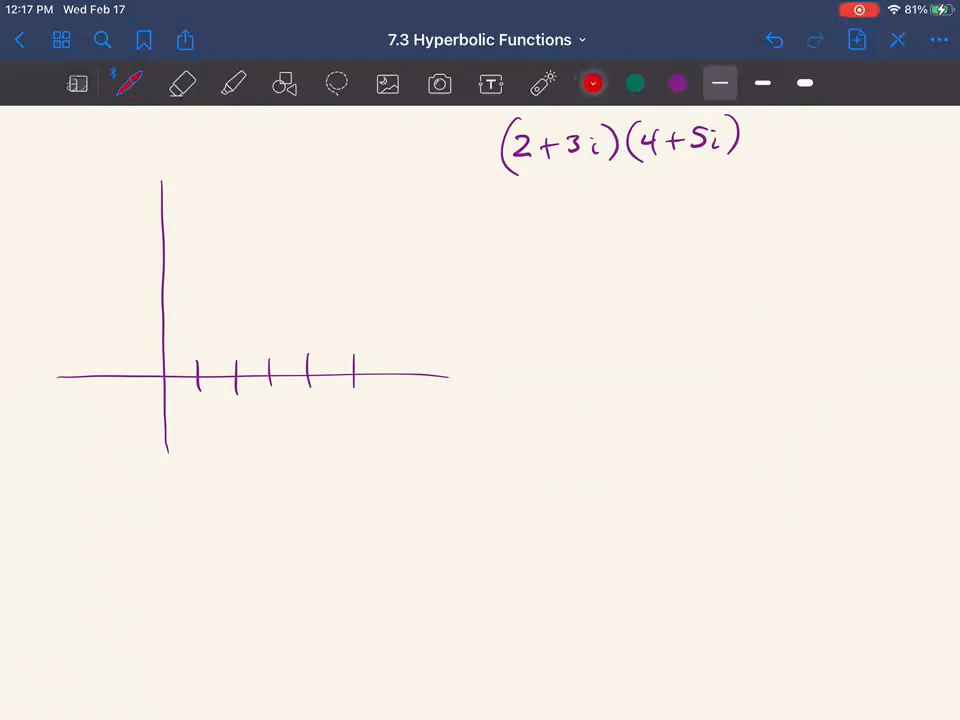 12:17 PM Wed Feb 17
81%
7.3 Hyperbolic Functions
T
(2+3i)(4+5i)